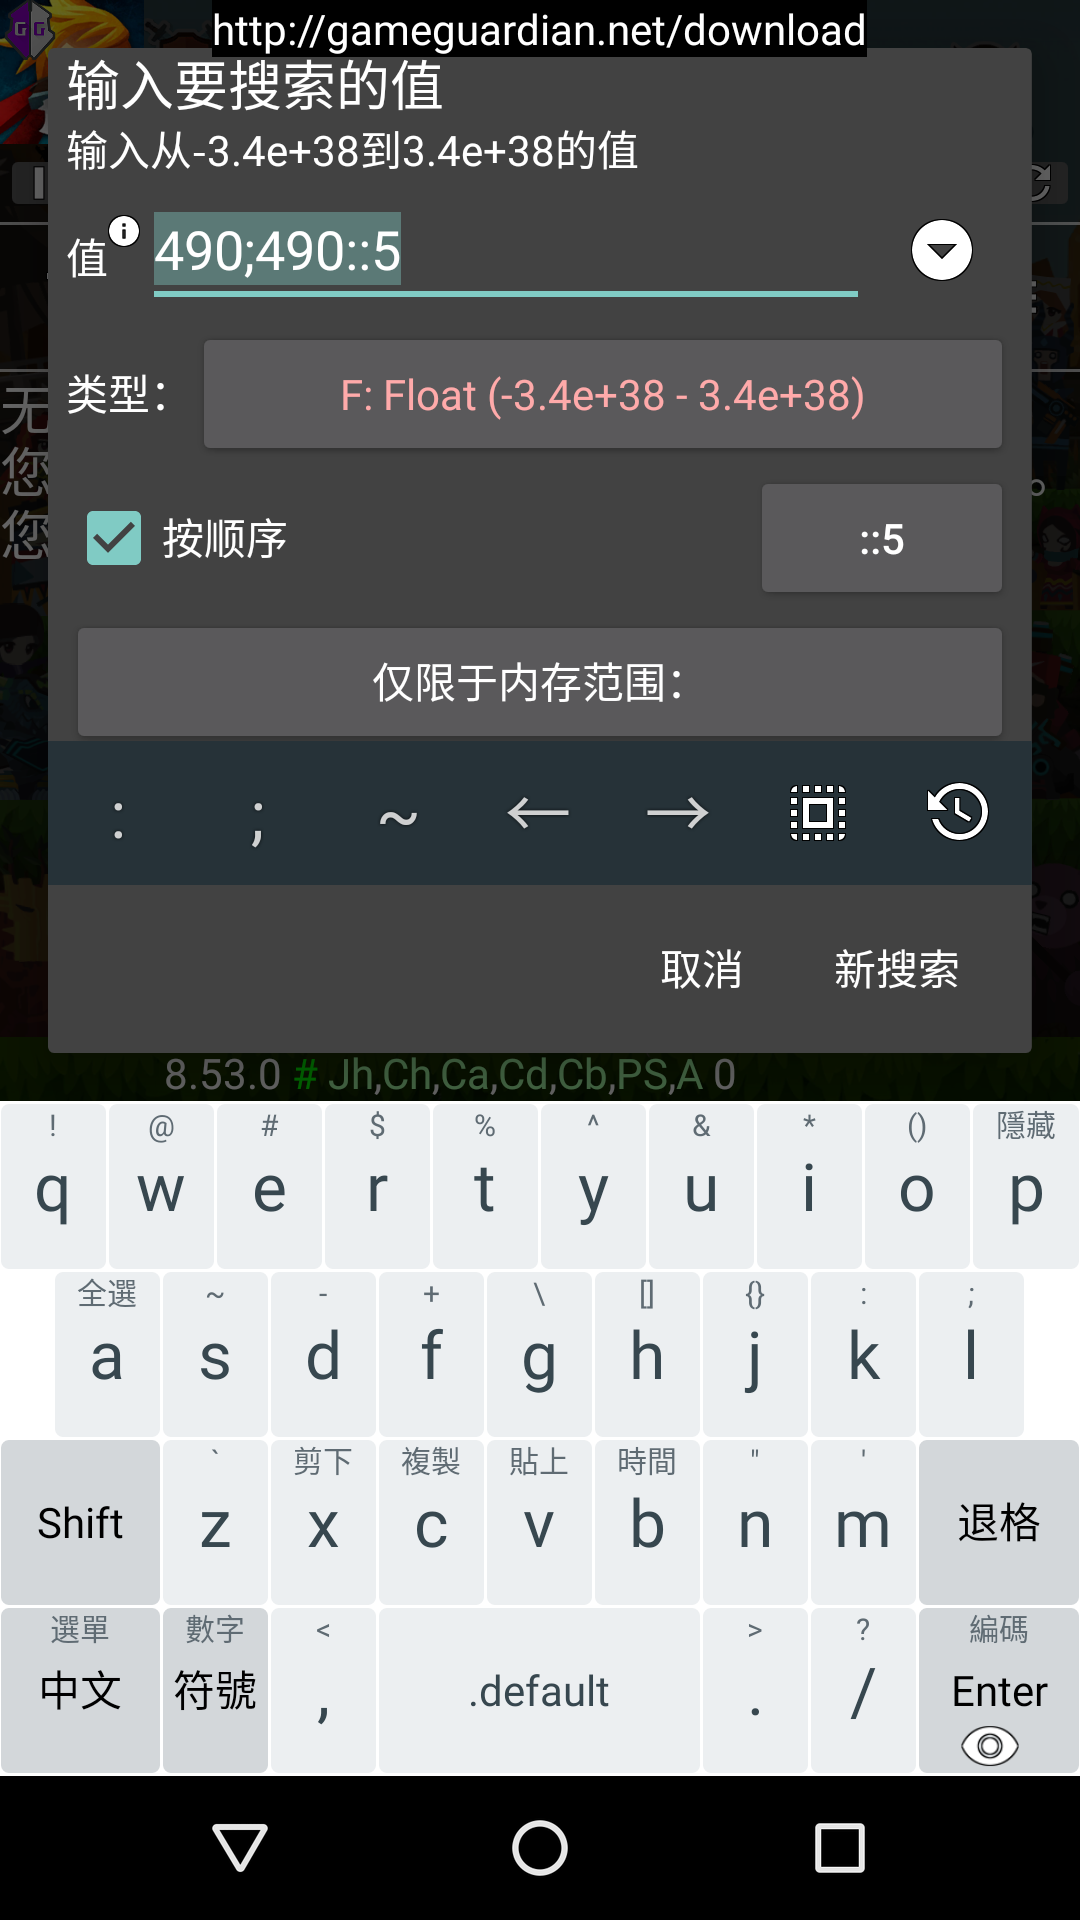 http://gameguardian.net/download
输入要搜索的值
输入从-3.4e+38到3.4e+38的值
值 490;490::5
类型： F: Float (-3.4e+38 - 3.4e+38)
无
您
您
按顺序 ::5
仅限于内存范围：
: ; ~ ← →
取消 新搜索
8.53.0 # Jh,Ch,Ca,Cd,Cb,PS,A 0
! @ # $ % ^ & * () 隱藏
q w e r t y u i o p
全選 ~ - + \ [] {} : ;
a s d f g h j k l
` 剪下 複製 貼上 時間 " '
Shift z x c v b n m 退格
選單 數字 < > ? 編碼
中文 符號 , .default . / Enter